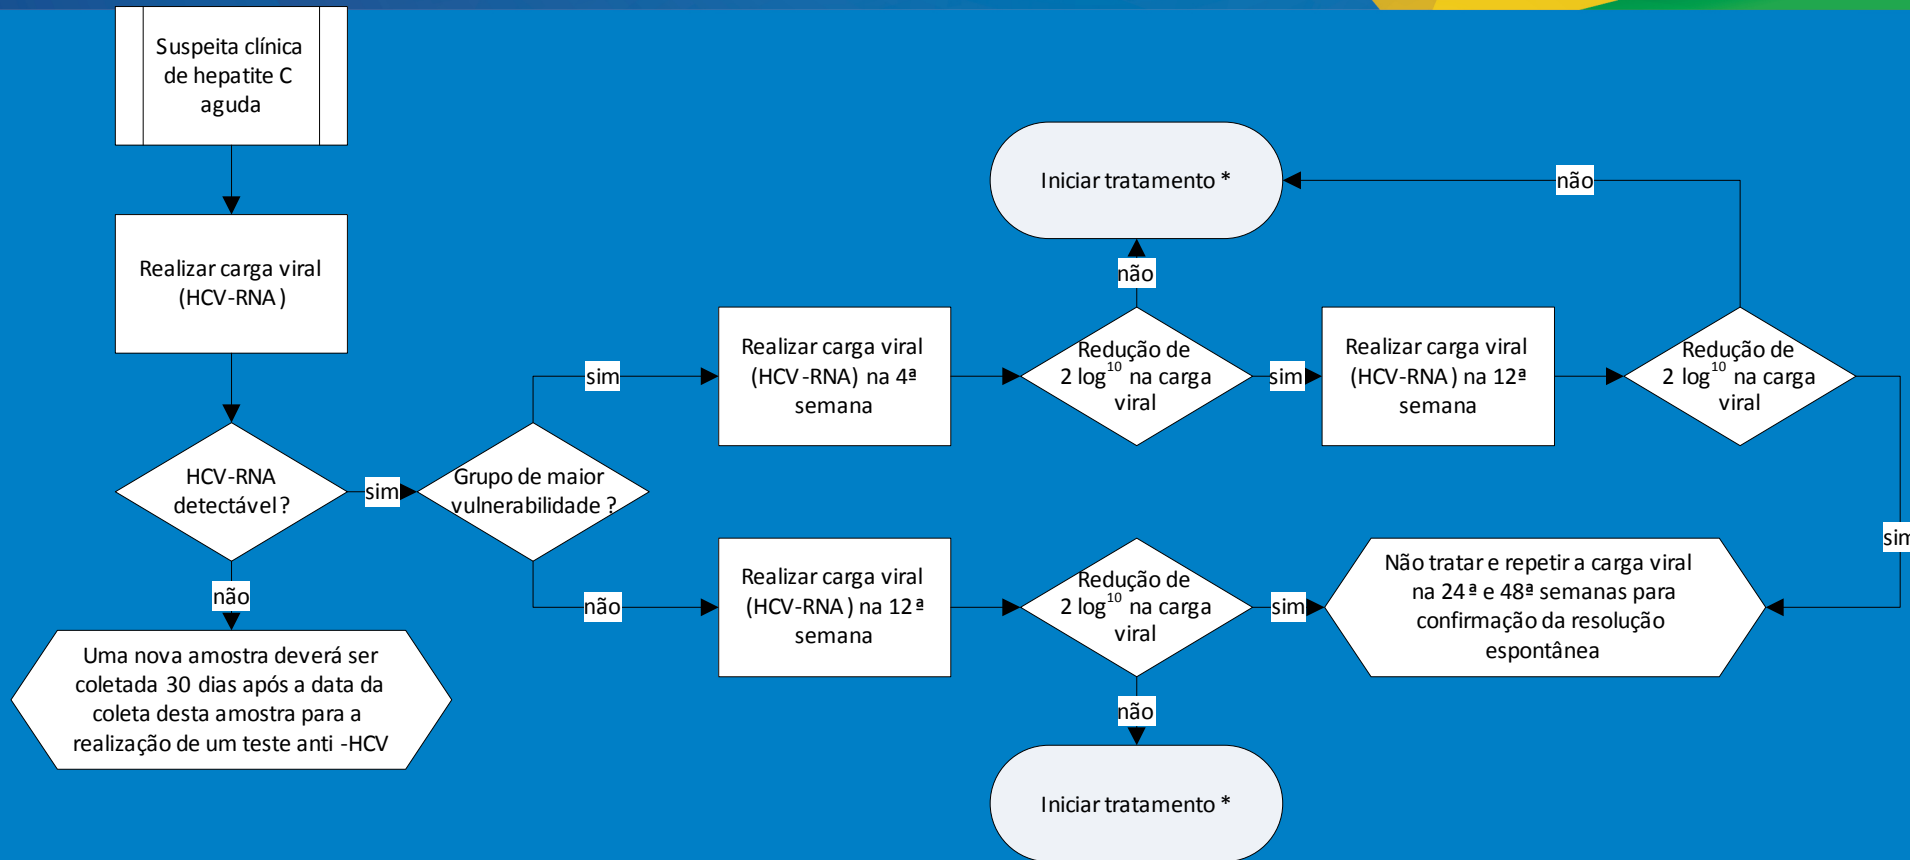 Suspeita clínica
de hepatite C
aguda
Realizar carga viral
(HCV-RNA)
HCV-RNA
detectável?
não
Uma nova amostra deverá ser
coletada 30 dias após a data da
coleta desta amostra para a
realização de um teste anti -HCV
sim
Grupo de maior
vulnerabilidade ?
sim
Realizar carga viral
(HCV-RNA) na 4ª
semana
Redução de
2 log¹⁰ na carga
viral
não
Iniciar tratamento *
sim
Realizar carga viral
(HCV-RNA) na 12ª
semana
Redução de
2 log¹⁰ na carga
viral
não
sim
não
Realizar carga viral
(HCV-RNA) na 12ª
semana
Redução de
2 log¹⁰ na carga
viral
sim
Não tratar e repetir a carga viral
na 24ª e 48ª semanas para
confirmação da resolução
espontânea
não
Iniciar tratamento *